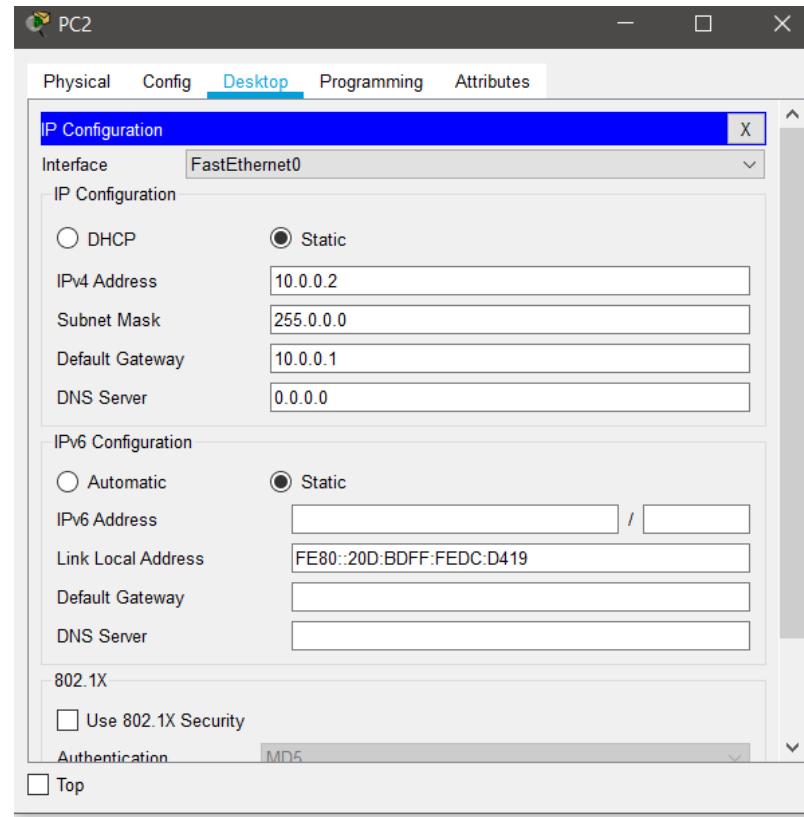 PC2
Physical Config Desktop Programming Attributes
IP Configuration X
Interface FastEthernet0
IP Configuration
DHCP Static
IPv4 Address 10.0.0.2
Subnet Mask 255.0.0.0
Default Gateway 10.0.0.1
DNS Server 0.0.0.0
IPv6 Configuration
Automatic Static
IPv6 Address /
Link Local Address FE80::20D:BDFF:FEDC:D419
Default Gateway
DNS Server
802.1X
Use 802.1X Security
Authentication MD5
Top